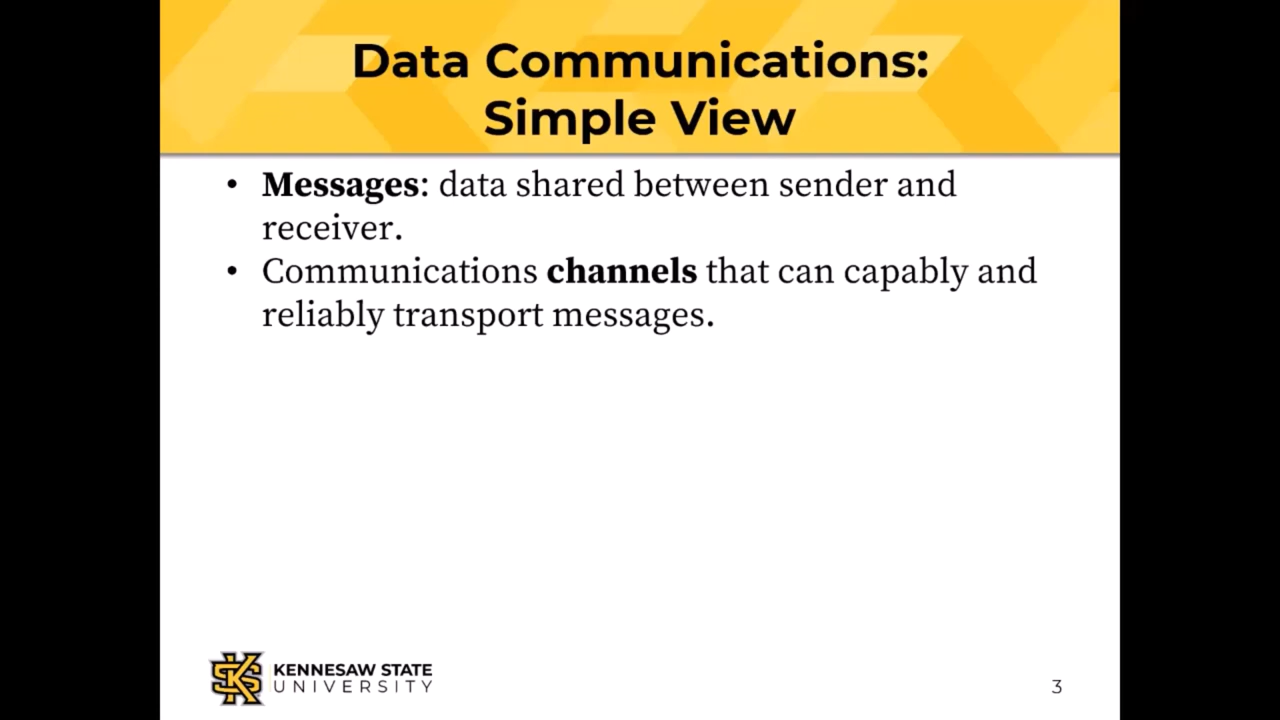 Data Communications:
Simple View
• Messages: data shared between sender and
receiver.
• Communications channels that can capably and
reliably transport messages.
KENNESAW STATE
UNIVERSITY
3